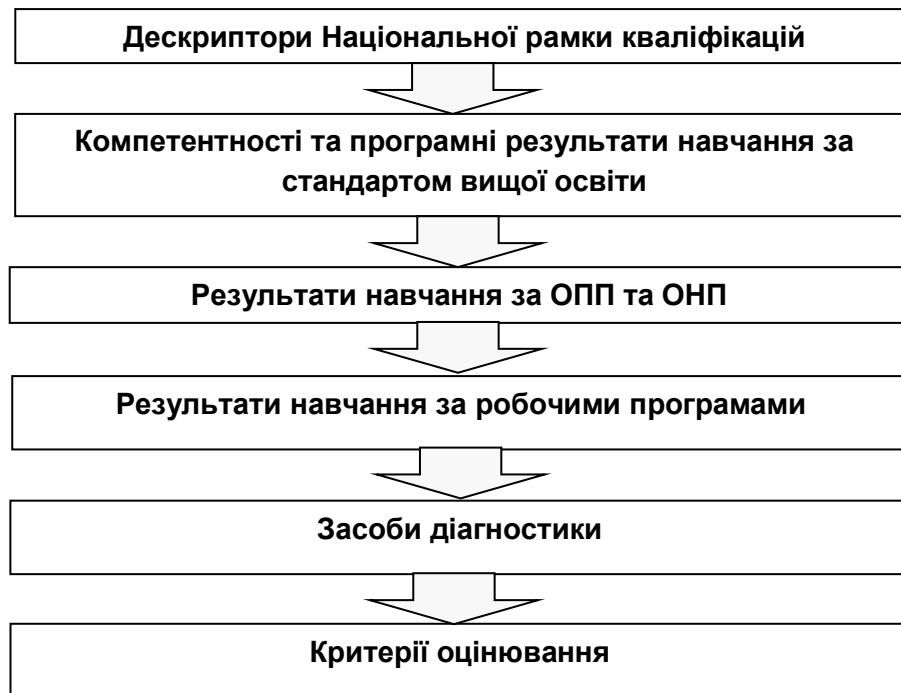 Дескриптори Національної рамки кваліфікацій
Компетентності та програмні результати навчання за
стандартом вищої освіти
Результати навчання за ОПП та ОНП
Результати навчання за робочими програмами
Засоби діагностики
Критерії оцінювання